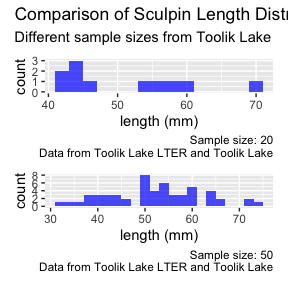 Comparison of Sculpin Length Distr
Different sample sizes from Toolik Lake
count
3
2
1
0
40 50 60 70
length (mm)
Sample size: 20
Data from Toolik Lake LTER and Toolik Lake
count
8
6
4
2
0
30 40 50 60 70
length (mm)
Sample size: 50
Data from Toolik Lake LTER and Toolik Lake